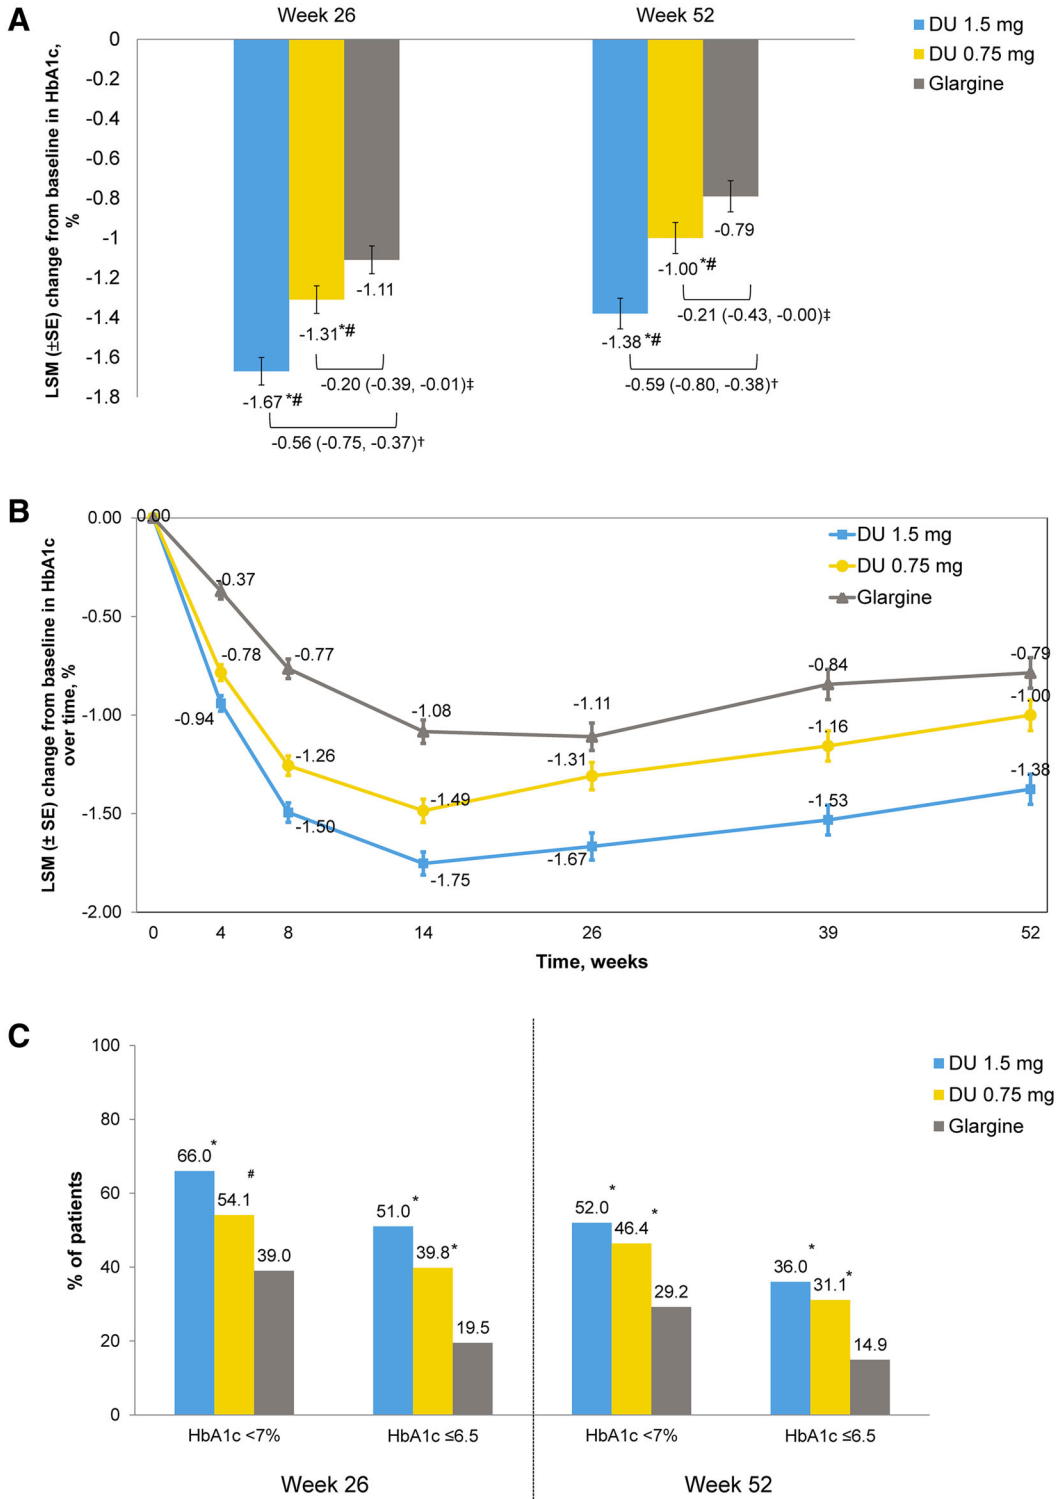 A
Week 26
Week 52
DU 1.5 mg
DU 0.75 mg
Glargine
LSM (±SE) change from baseline in HbA1c,
%
0
-0.2
-0.4
-0.6
-0.8
-1
-1.2
-1.4
-1.6
-1.8
-1.67*#
-1.31*#
-1.11
-0.20 (-0.39, -0.01)‡
-0.56 (-0.75, -0.37)†
-1.38*#
-1.00*#
-0.79
-0.21 (-0.43, -0.00)‡
-0.59 (-0.80, -0.38)†
B
LSM (± SE) change from baseline in HbA1c
over time, %
0.00
-0.50
-1.00
-1.50
-2.00
DU 1.5 mg
DU 0.75 mg
Glargine
0.00
-0.37
-0.77
-1.08
-1.11
-0.84
-0.79
-0.78
-1.26
-1.49
-1.31
-1.16
-1.00
-0.94
-1.50
-1.75
-1.67
-1.53
-1.38
0 4 8 14 26 39 52
Time, weeks
C
% of patients
100
80
60
40
20
0
DU 1.5 mg
DU 0.75 mg
Glargine
66.0*
54.1#
39.0
51.0*
39.8*
19.5
52.0*
46.4*
29.2
36.0*
31.1*
14.9
HbA1c <7% HbA1c ≤6.5 HbA1c <7% HbA1c ≤6.5
Week 26 Week 52